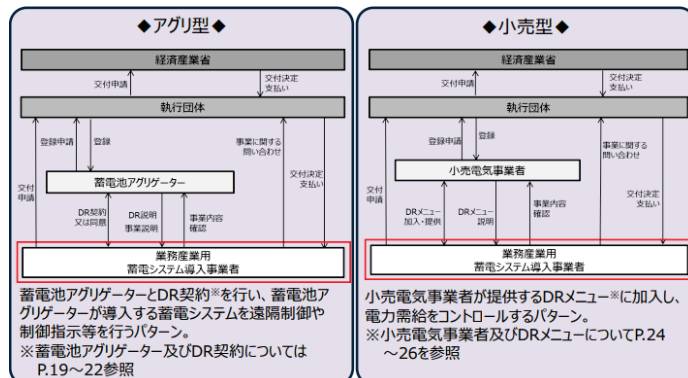 ◆アグリ型◆
経済産業省
交付申請
交付決定
支払い
執行団体
登録申請
登録
事業に関する
問い合わせ
蓄電池アグリゲーター
交付
申請
DR契約
又は同意
DR説明
事業説明
事業内容
確認
交付決定
支払い
業務産業用
蓄電システム導入事業者
蓄電池アグリゲーターとDR契約※を行い、蓄電池ア
グリゲーターが導入する蓄電システムを遠隔制御や
制御指示等を行うパターン。
※蓄電池アグリゲーター及びDR契約については
P.19～22参照
◆小売型◆
経済産業省
交付申請
交付決定
支払い
執行団体
登録申請
登録
事業に関する
問い合わせ
小売電気事業者
交付
申請
DRメニュー
加入・提供
DRメニュー
説明
事業内容
確認
交付決定
支払い
業務産業用
蓄電システム導入事業者
小売電気事業者が提供するDRメニュー※に加入し、
電力需給をコントロールするパターン。
※小売電気事業者及びDRメニューについてP.24
～26を参照